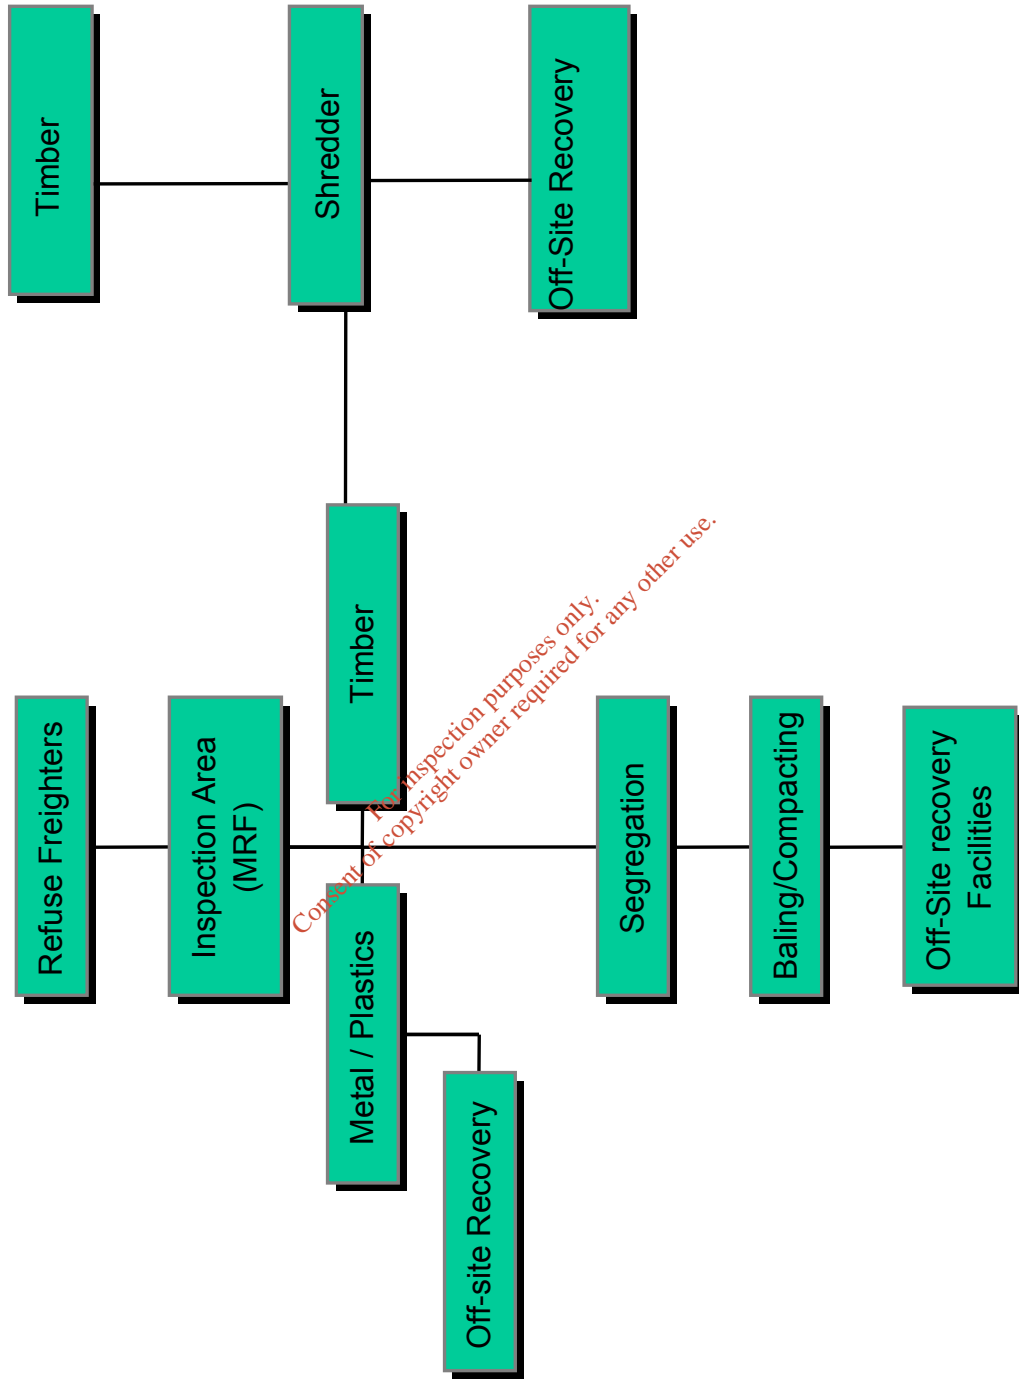 Refuse Freighters
Inspection Area
(MRF)
Metal / Plastics
Timber
Off-site Recovery
Segregation
Baling/Compacting
Off-Site recovery
Facilities
Timber
Shredder
Off-Site Recovery
For inspection purposes only.
Consent of copyright owner required for any other use.